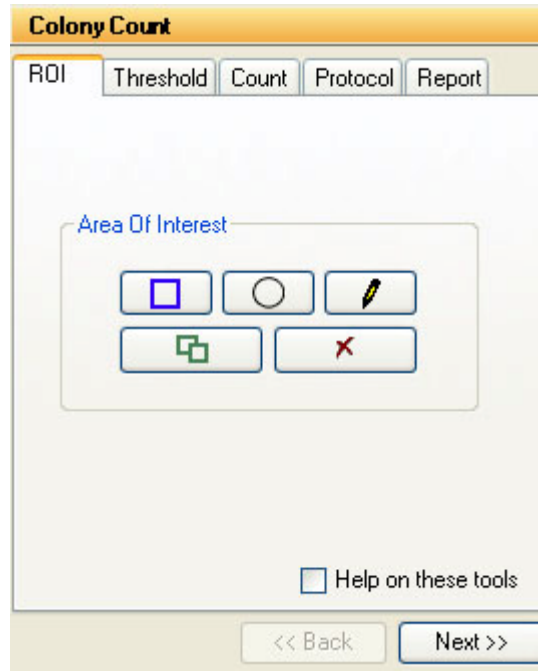 Colony Count
ROI Threshold Count Protocol Report
Area Of Interest
Help on these tools
<< Back Next >>